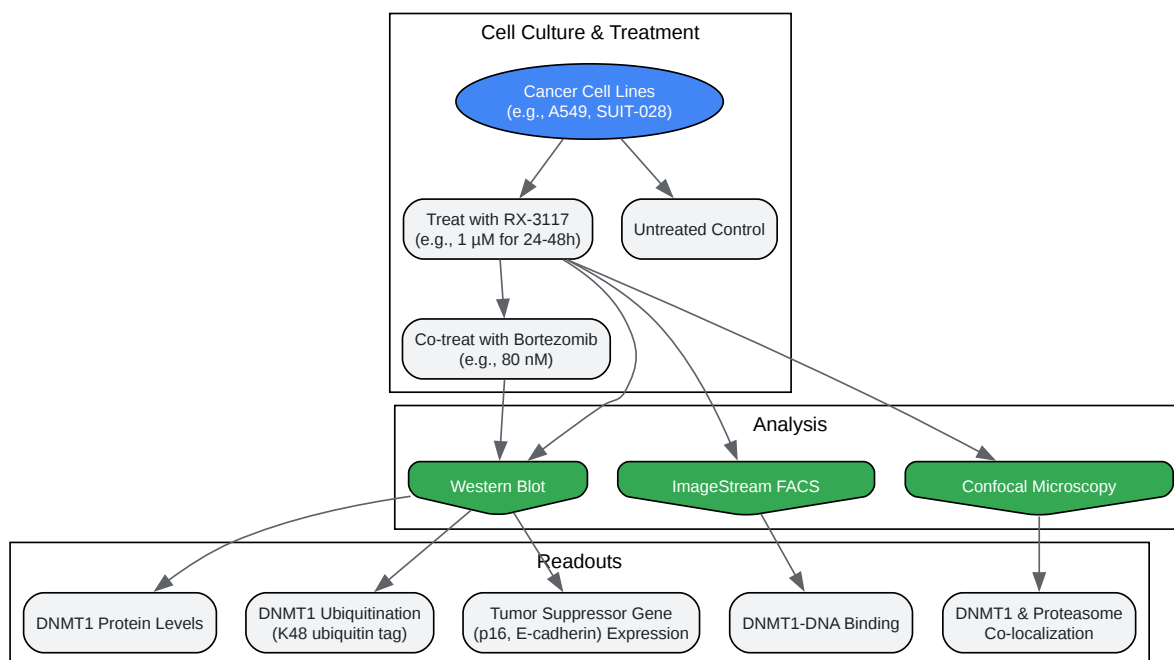 Cell Culture & Treatment
Cancer Cell Lines
(e.g., A549, SUIT-028)
Treat with RX-3117
(e.g., 1 µM for 24-48h)
Untreated Control
Co-treat with Bortezomib
(e.g., 80 nM)
Analysis
Western Blot
ImageStream FACS
Confocal Microscopy
Readouts
DNMT1 Protein Levels
DNMT1 Ubiquitination
(K48 ubiquitin tag)
Tumor Suppressor Gene
(p16, E-cadherin) Expression
DNMT1-DNA Binding
DNMT1 & Proteasome
Co-localization